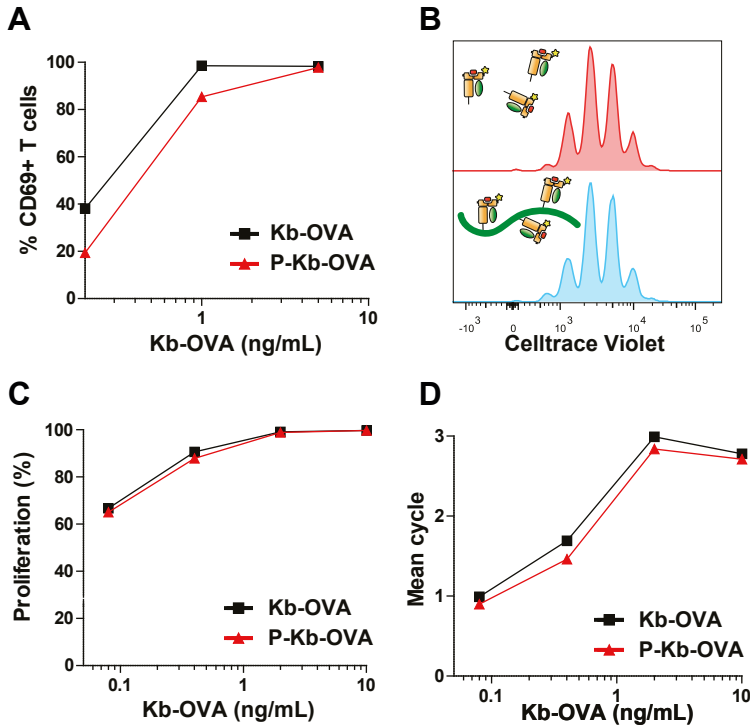 A
100
80
60
40
20
0
% CD69+ T cells
Kb-OVA
P-Kb-OVA
1
10
Kb-OVA (ng/mL)
B
-10³
0
10³
10⁴
10⁵
Celltrace Violet
C
100
80
60
40
20
0
Proliferation (%)
Kb-OVA
P-Kb-OVA
0.1
1
10
Kb-OVA (ng/mL)
D
3
2
1
0
Mean cycle
Kb-OVA
P-Kb-OVA
0.1
1
10
Kb-OVA (ng/mL)